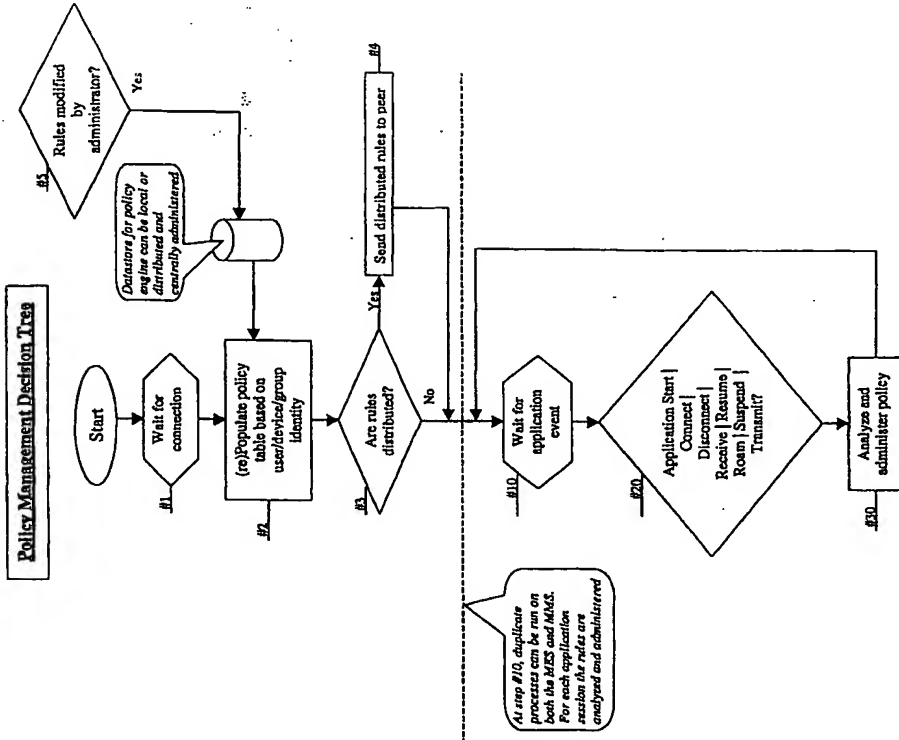 Policy Management Decision Tree
Start
Wait for
connection
#1
(re)Populate policy
table based on
user/device/group
identity
#2
Datastore for policy
engine can be local or
distributed and
centrally administered
Rules modified
by
administrator?
#5
Yes
Are rules
distributed?
#3
Yes
No
Send distributed rules to peer
#4
At step #10, duplicate
processes can be run on
both the MES and MMS.
For each application
session the rules are
analyzed and administered
Wait for
application
event
#10
Application Start |
Connect |
Disconnect |
Receive | Resume |
Roam | Suspend |
Transmit?
#20
Analyze and
administer policy
#30